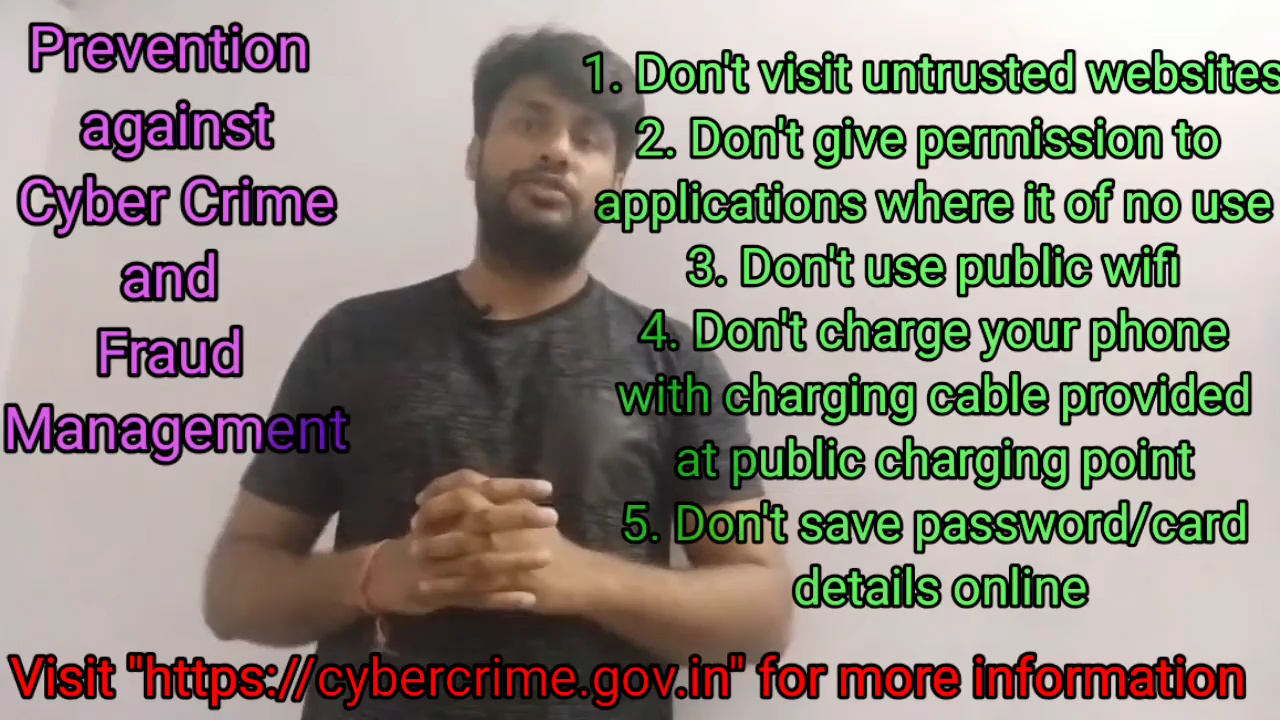 Prevention
against
Cyber Crime
and
Fraud
Management
1. Don't visit untrusted websites
2. Don't give permission to
applications where it of no use
3. Don't use public wifi
4. Don't charge your phone
with charging cable provided
at public charging point
5. Don't save password/card
details online
Visit "https://cybercrime.gov.in" for more information